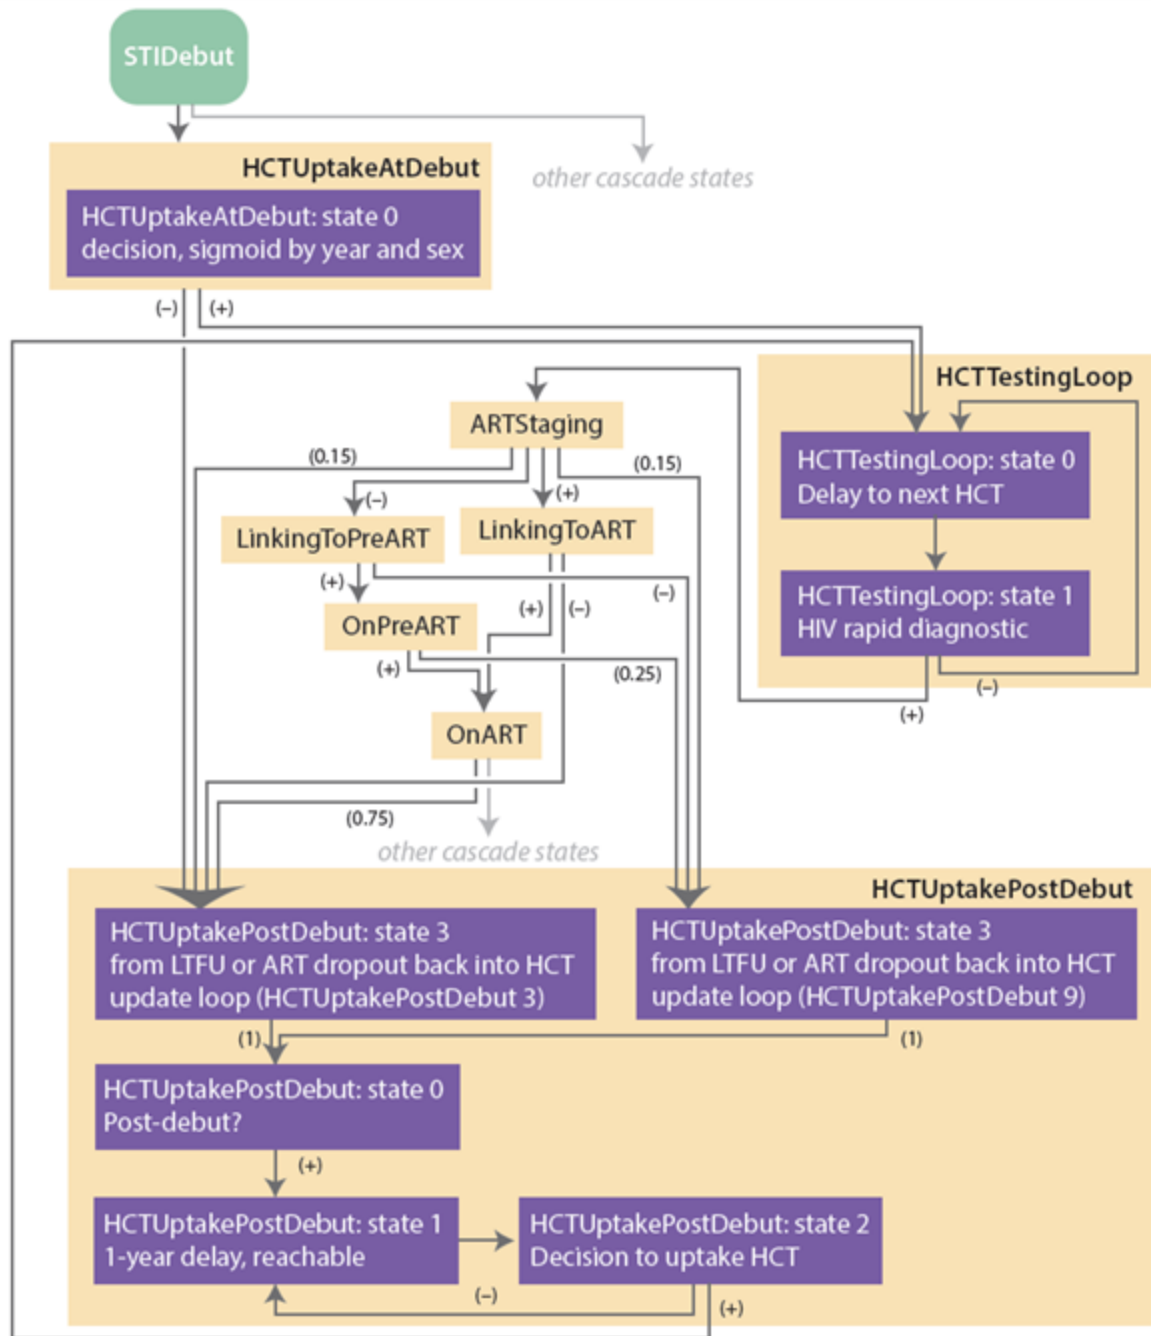 STIDebut
other cascade states
HCTUptakeAtDebut
HCTUptakeAtDebut: state 0
decision, sigmoid by year and sex
(–)
(+)
HCTTestingLoop
HCTTestingLoop: state 0
Delay to next HCT
HCTTestingLoop: state 1
HIV rapid diagnostic
(–)
(+)
ARTStaging
(0.15)
(0.15)
(–)
(+)
LinkingToPreART
LinkingToART
(+)
(–)
(+)
(–)
OnPreART
(+)
(0.25)
OnART
(0.75)
other cascade states
HCTUptakePostDebut
HCTUptakePostDebut: state 3
from LTFU or ART dropout back into HCT
update loop (HCTUptakePostDebut 3)
HCTUptakePostDebut: state 3
from LTFU or ART dropout back into HCT
update loop (HCTUptakePostDebut 9)
(1)
(1)
HCTUptakePostDebut: state 0
Post-debut?
(+)
HCTUptakePostDebut: state 1
1-year delay, reachable
HCTUptakePostDebut: state 2
Decision to uptake HCT
(–)
(+)